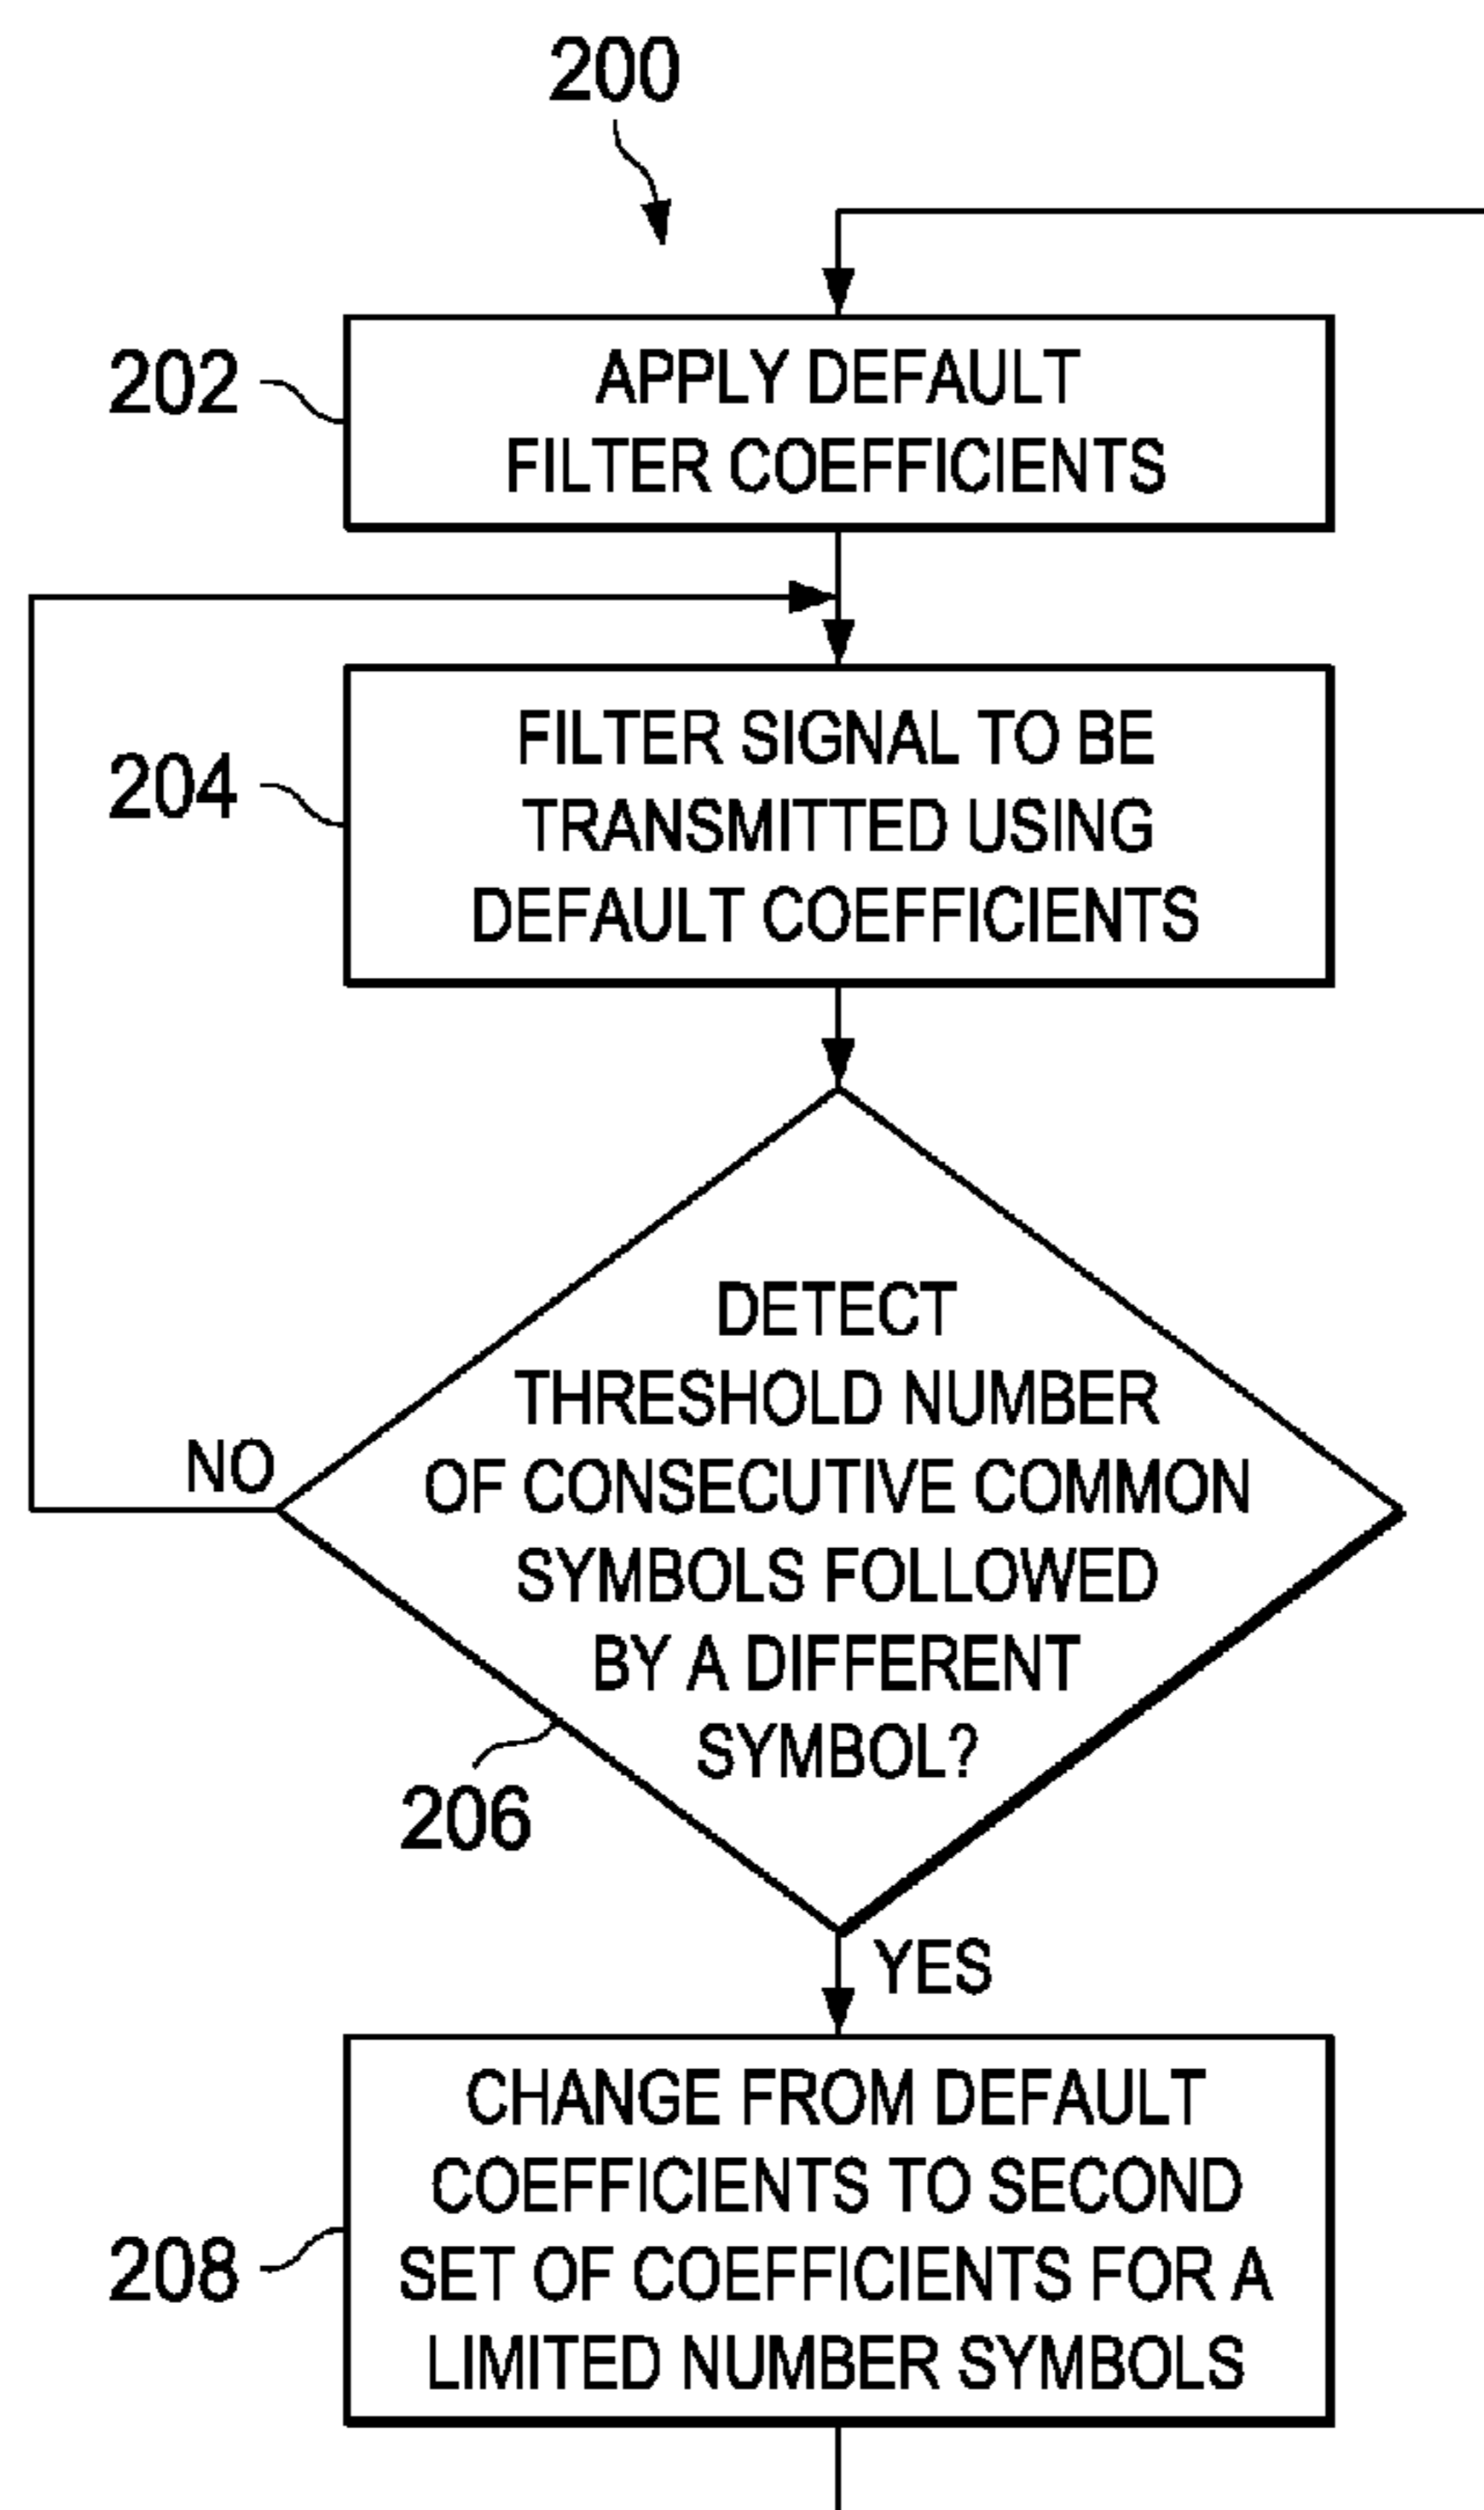 200
202
APPLY DEFAULT
FILTER COEFFICIENTS
204
FILTER SIGNAL TO BE
TRANSMITTED USING
DEFAULT COEFFICIENTS
DETECT
THRESHOLD NUMBER
OF CONSECUTIVE COMMON
SYMBOLS FOLLOWED
BY A DIFFERENT
SYMBOL?
NO
206
YES
208
CHANGE FROM DEFAULT
COEFFICIENTS TO SECOND
SET OF COEFFICIENTS FOR A
LIMITED NUMBER SYMBOLS